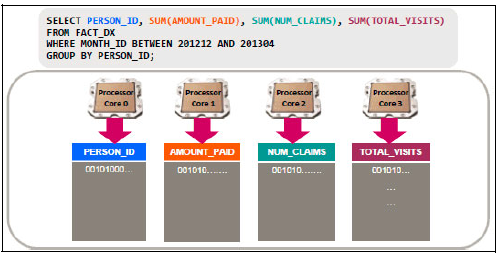 SELECT PERSON_ID, SUM(AMOUNT_PAID), SUM(NUM_CLAIMS), SUM(TOTAL_VISITS)
FROM FACT_DX
WHERE MONTH_ID BETWEEN 201212 AND 201304
GROUP BY PERSON_ID;
Processor Core 0
Processor Core 1
Processor Core 2
Processor Core 3
PERSON_ID AMOUNT_PAID NUM_CLAIMS TOTAL_VISITS
00101000... 001010....... 001010....... 001010...
...
...